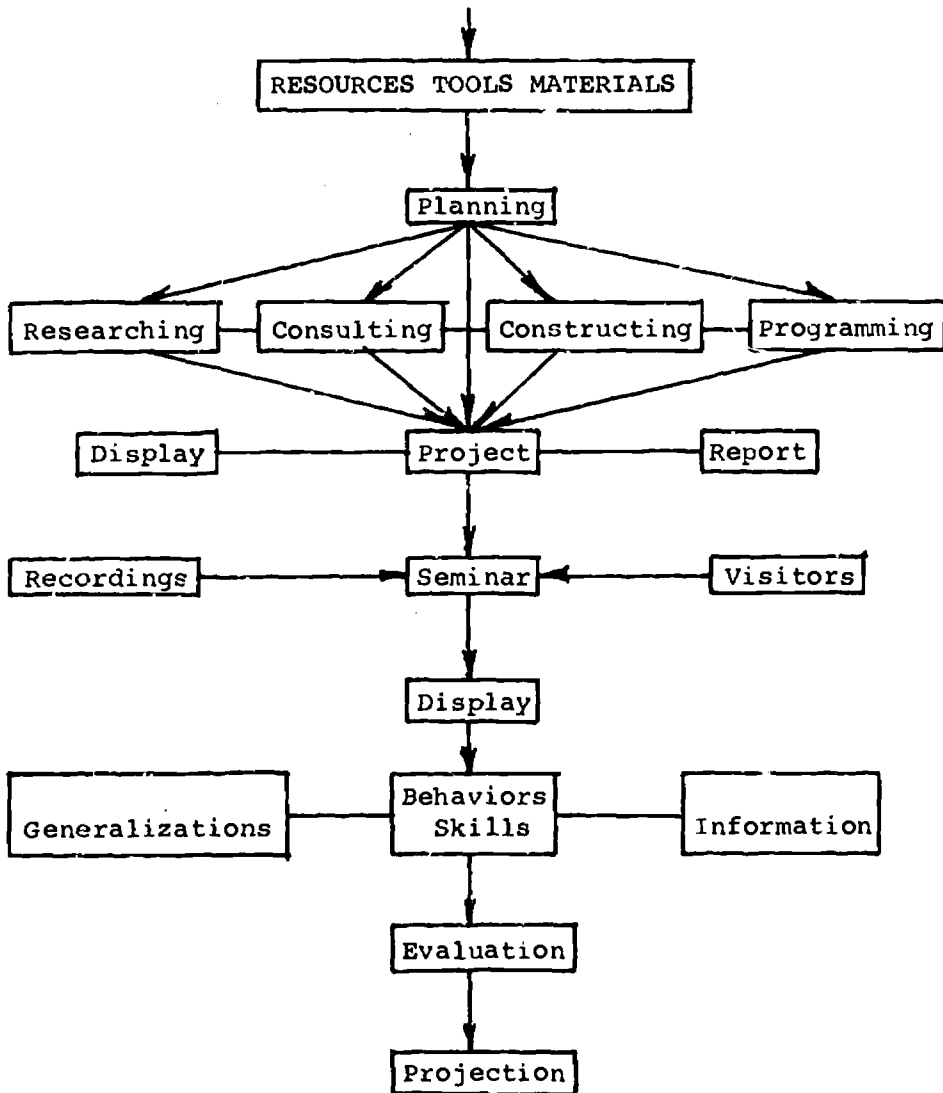 RESOURCES TOOLS MATERIALS
Planning
Researching
Consulting
Constructing
Programming
Display
Project
Report
Recordings
Seminar
Visitors
Display
Generalizations
Behaviors
Skills
Information
Evaluation
Projection